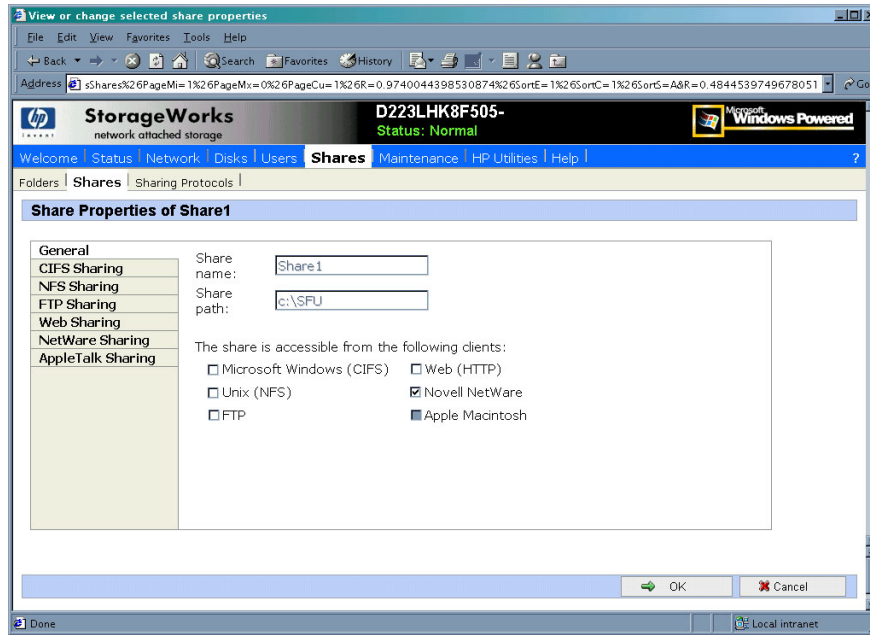 View or change selected share properties
File Edit View Favorites Tools Help
Back Search Favorites History
Address sShares%26PageMi=1%26PageMx=0%26PageCu=1%26R=0.9740044398530874%26SortE=1%26SortC=1%26SortS=A&R=0.4844539749678051 Go
hp invent
StorageWorks
network attached storage
D223LHK8F505-
Status: Normal
Microsoft Windows Powered
Welcome Status Network Disks Users Shares Maintenance HP Utilities Help ?
Folders Shares Sharing Protocols
Share Properties of Share1
General
CIFS Sharing
NFS Sharing
FTP Sharing
Web Sharing
NetWare Sharing
AppleTalk Sharing
Share name: Share1
Share path: c:\SFU
The share is accessible from the following clients:
Microsoft Windows (CIFS) Web (HTTP)
Unix (NFS) Novell NetWare
FTP Apple Macintosh
OK Cancel
Done Local intranet